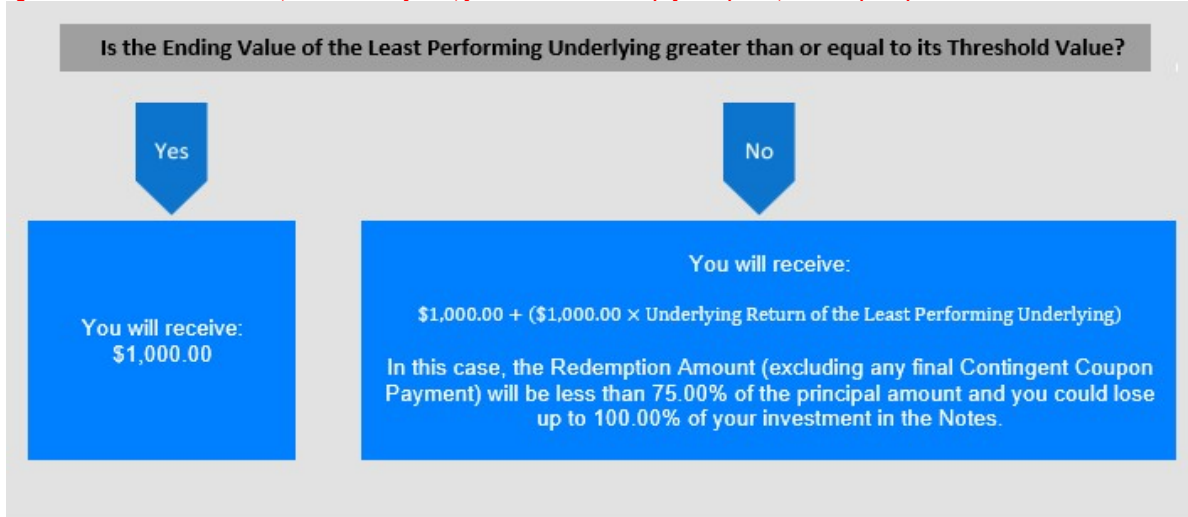 Is the Ending Value of the Least Performing Underlying greater than or equal to its Threshold Value?
Yes
No
You will receive:
$1,000.00
You will receive:
$1,000.00 + ($1,000.00 × Underlying Return of the Least Performing Underlying)
In this case, the Redemption Amount (excluding any final Contingent Coupon
Payment) will be less than 75.00% of the principal amount and you could lose
up to 100.00% of your investment in the Notes.